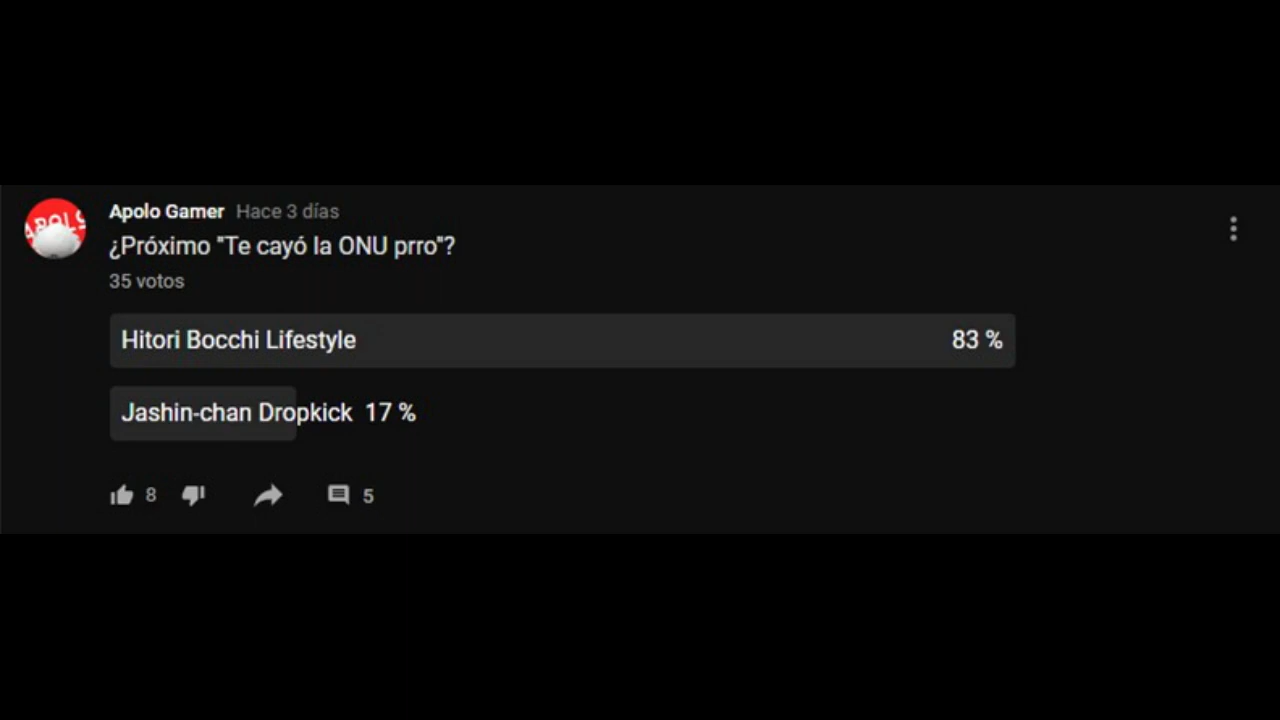 Apolo Gamer Hace 3 días
¿Próximo "Te cayó la ONU prro"?
35 votos
Hitori Bocchi Lifestyle 83 %
Jashin-chan Dropkick 17 %
8 5